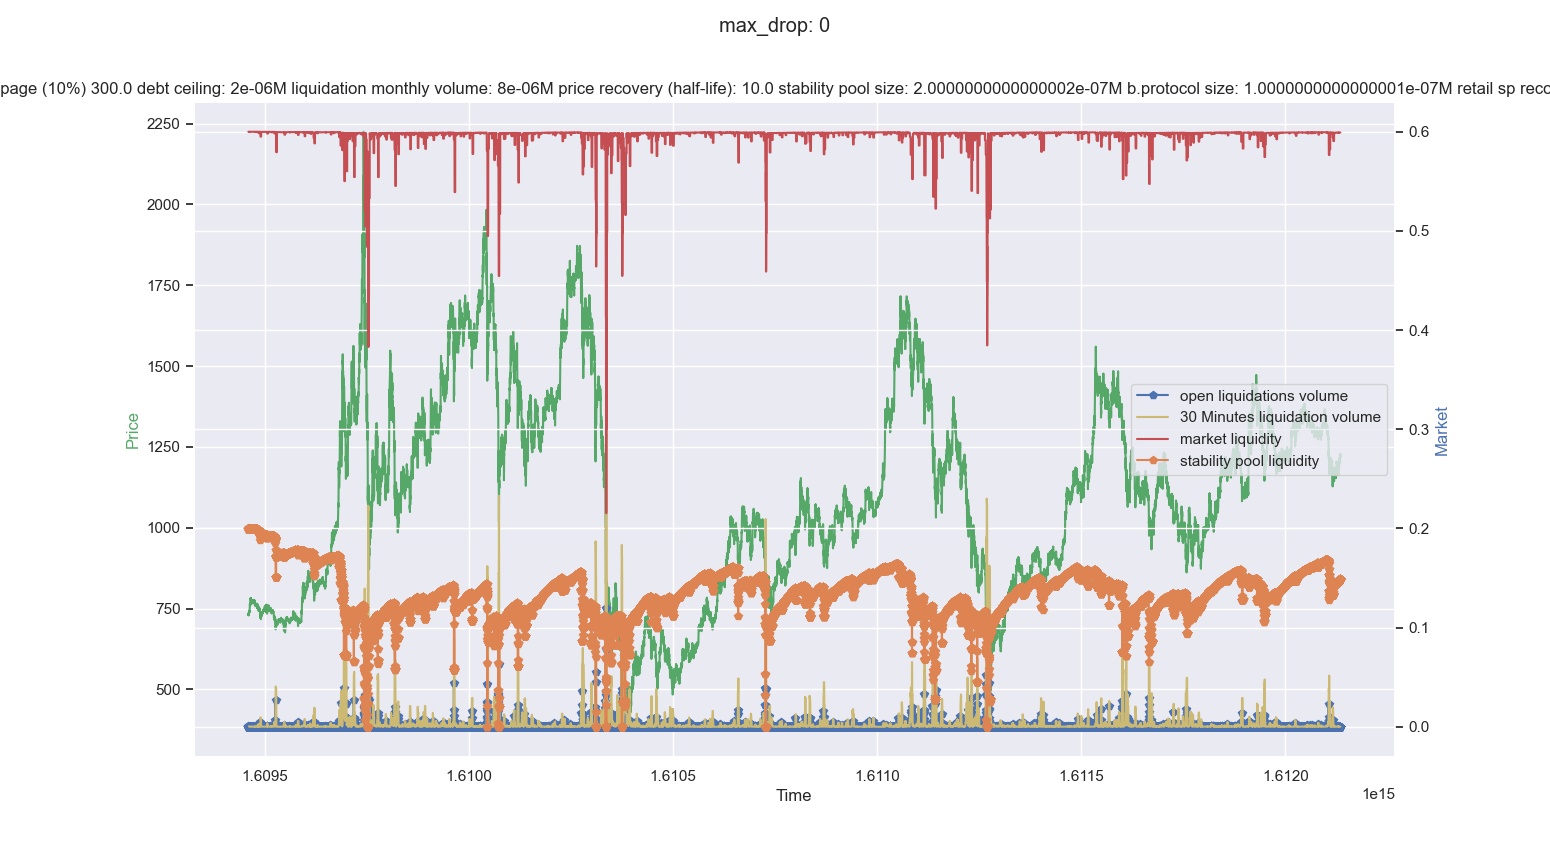 max_drop: 0
page (10%) 300.0 debt ceiling: 2e-06M liquidation monthly volume: 8e-06M price recovery (half-life): 10.0 stability pool size: 2.0000000000000002e-07M b.protocol size: 1.0000000000000001e-07M retail sp reco
2250
2000
1750
1500
1250
1000
750
500
Price
0.6
0.5
0.4
0.3
0.2
0.1
0.0
Market
open liquidations volume
30 Minutes liquidation volume
market liquidity
stability pool liquidity
1.6095
1.6100
1.6105
1.6110
1.6115
1.6120
Time
1e15